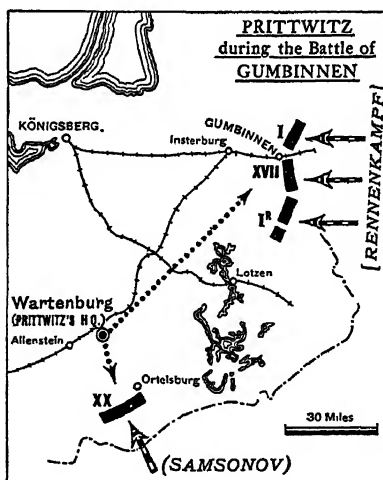 PRITTWITZ
during the Battle of
GUMBINNEN
KÖNIGSBERG.
Insterburg
GUMBINNEN
I
XVII
I R
[RENNENKAMPF]
Lotzen
Wartenburg
(PRITTWITZ'S H.Q.)
Allenstein
Ortelsburg
XX
30 Miles
(SAMSONOV)